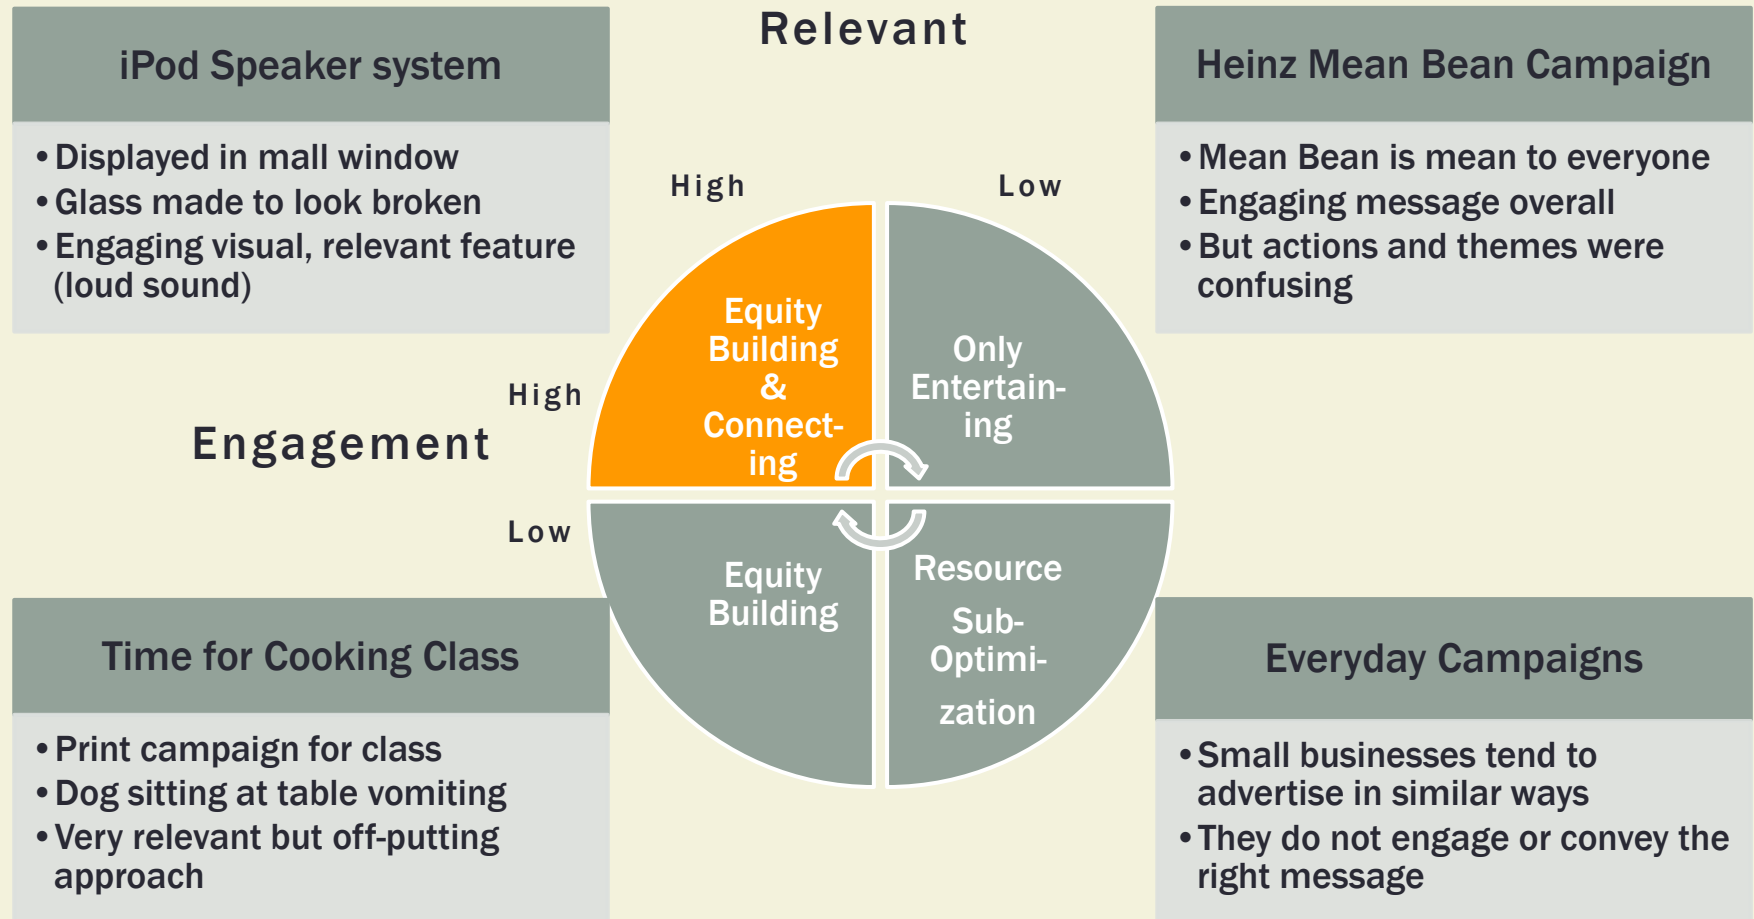 Relevant
iPod Speaker system
• Displayed in mall window
• Glass made to look broken
• Engaging visual, relevant feature
(loud sound)
Heinz Mean Bean Campaign
• Mean Bean is mean to everyone
• Engaging message overall
• But actions and themes were
confusing
High
Low
Engagement
High
Low
Equity
Building
&
Connect-
ing
Only
Entertain-
ing
Equity
Building
Resource
Sub-
Optimi-
zation
Time for Cooking Class
• Print campaign for class
• Dog sitting at table vomiting
• Very relevant but off-putting
approach
Everyday Campaigns
• Small businesses tend to
advertise in similar ways
• They do not engage or convey the
right message